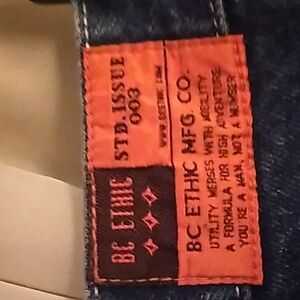 BC ETHIC
STD. ISSUE
003
WWW.BCETHIC.COM
BC ETHIC MFG. CO.
UTILITY MERGES WITH AGILITY
A FORMULA FOR HIGH ADVENTURE
YOU'RE A MAN, NOT A NUMBER